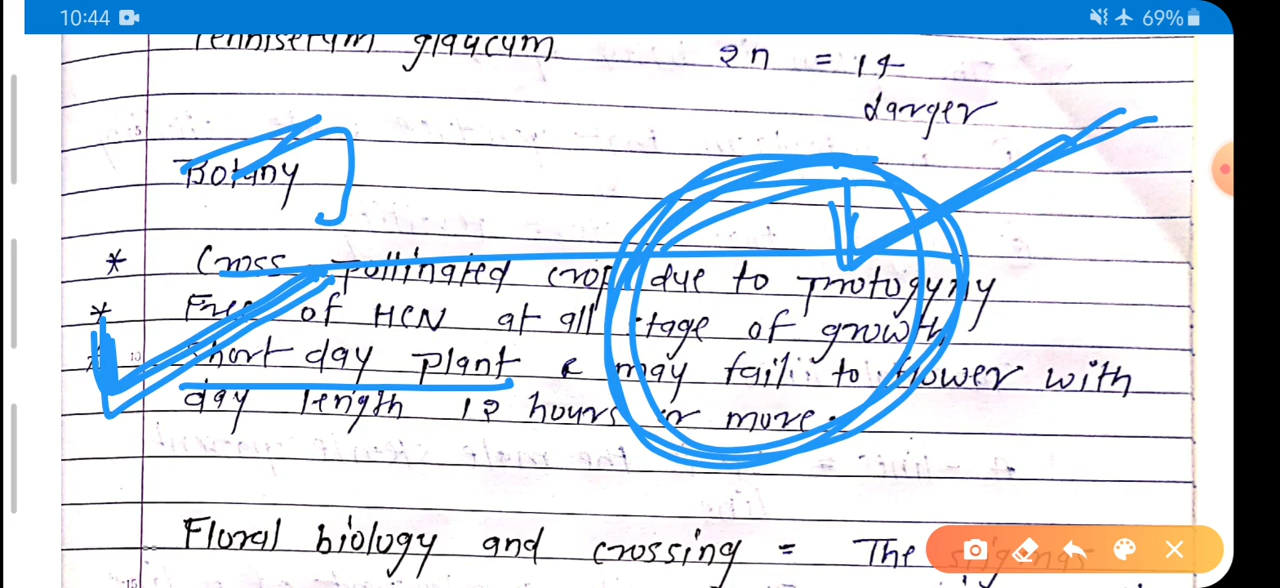 10:44 69%
Penniserum glaucum 2n = 14
Larger
Botany
* Cross pollinated crop due to protogyny
* Free of HCN at all stage of growth
* Short day plant & may fail to flower with
day length 12 hours or more.
Floral biology and crossing = The